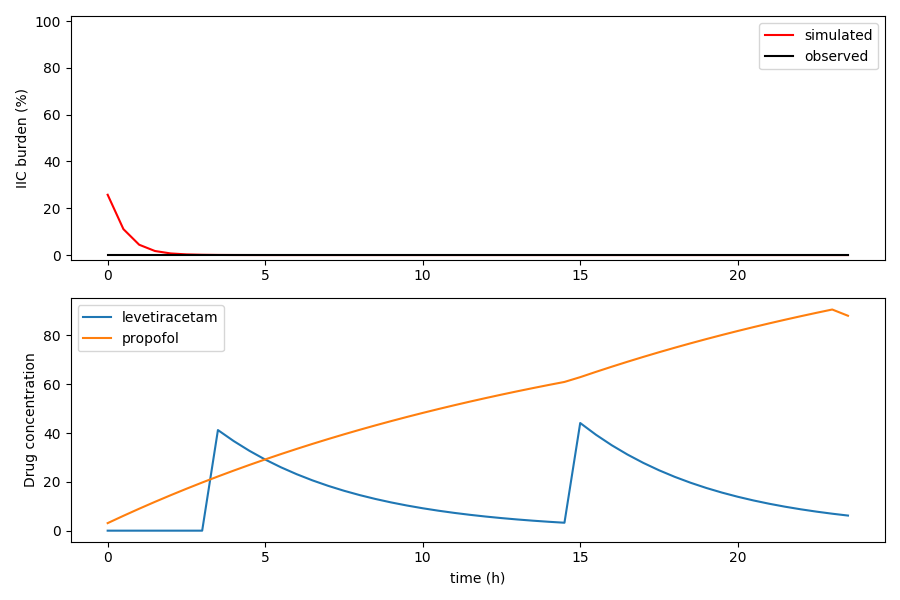 IIC burden (%)
100
80
60
40
20
0
simulated
observed
0 5 10 15 20
Drug concentration
80
60
40
20
0
levetiracetam
propofol
0 5 10 15 20
time (h)